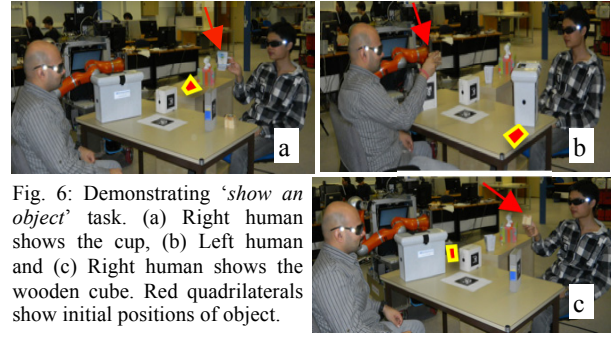 a
b
Fig. 6: Demonstrating ‘show an
object’ task. (a) Right human
shows the cup, (b) Left human
and (c) Right human shows the
wooden cube. Red quadrilaterals
show initial positions of object.
c